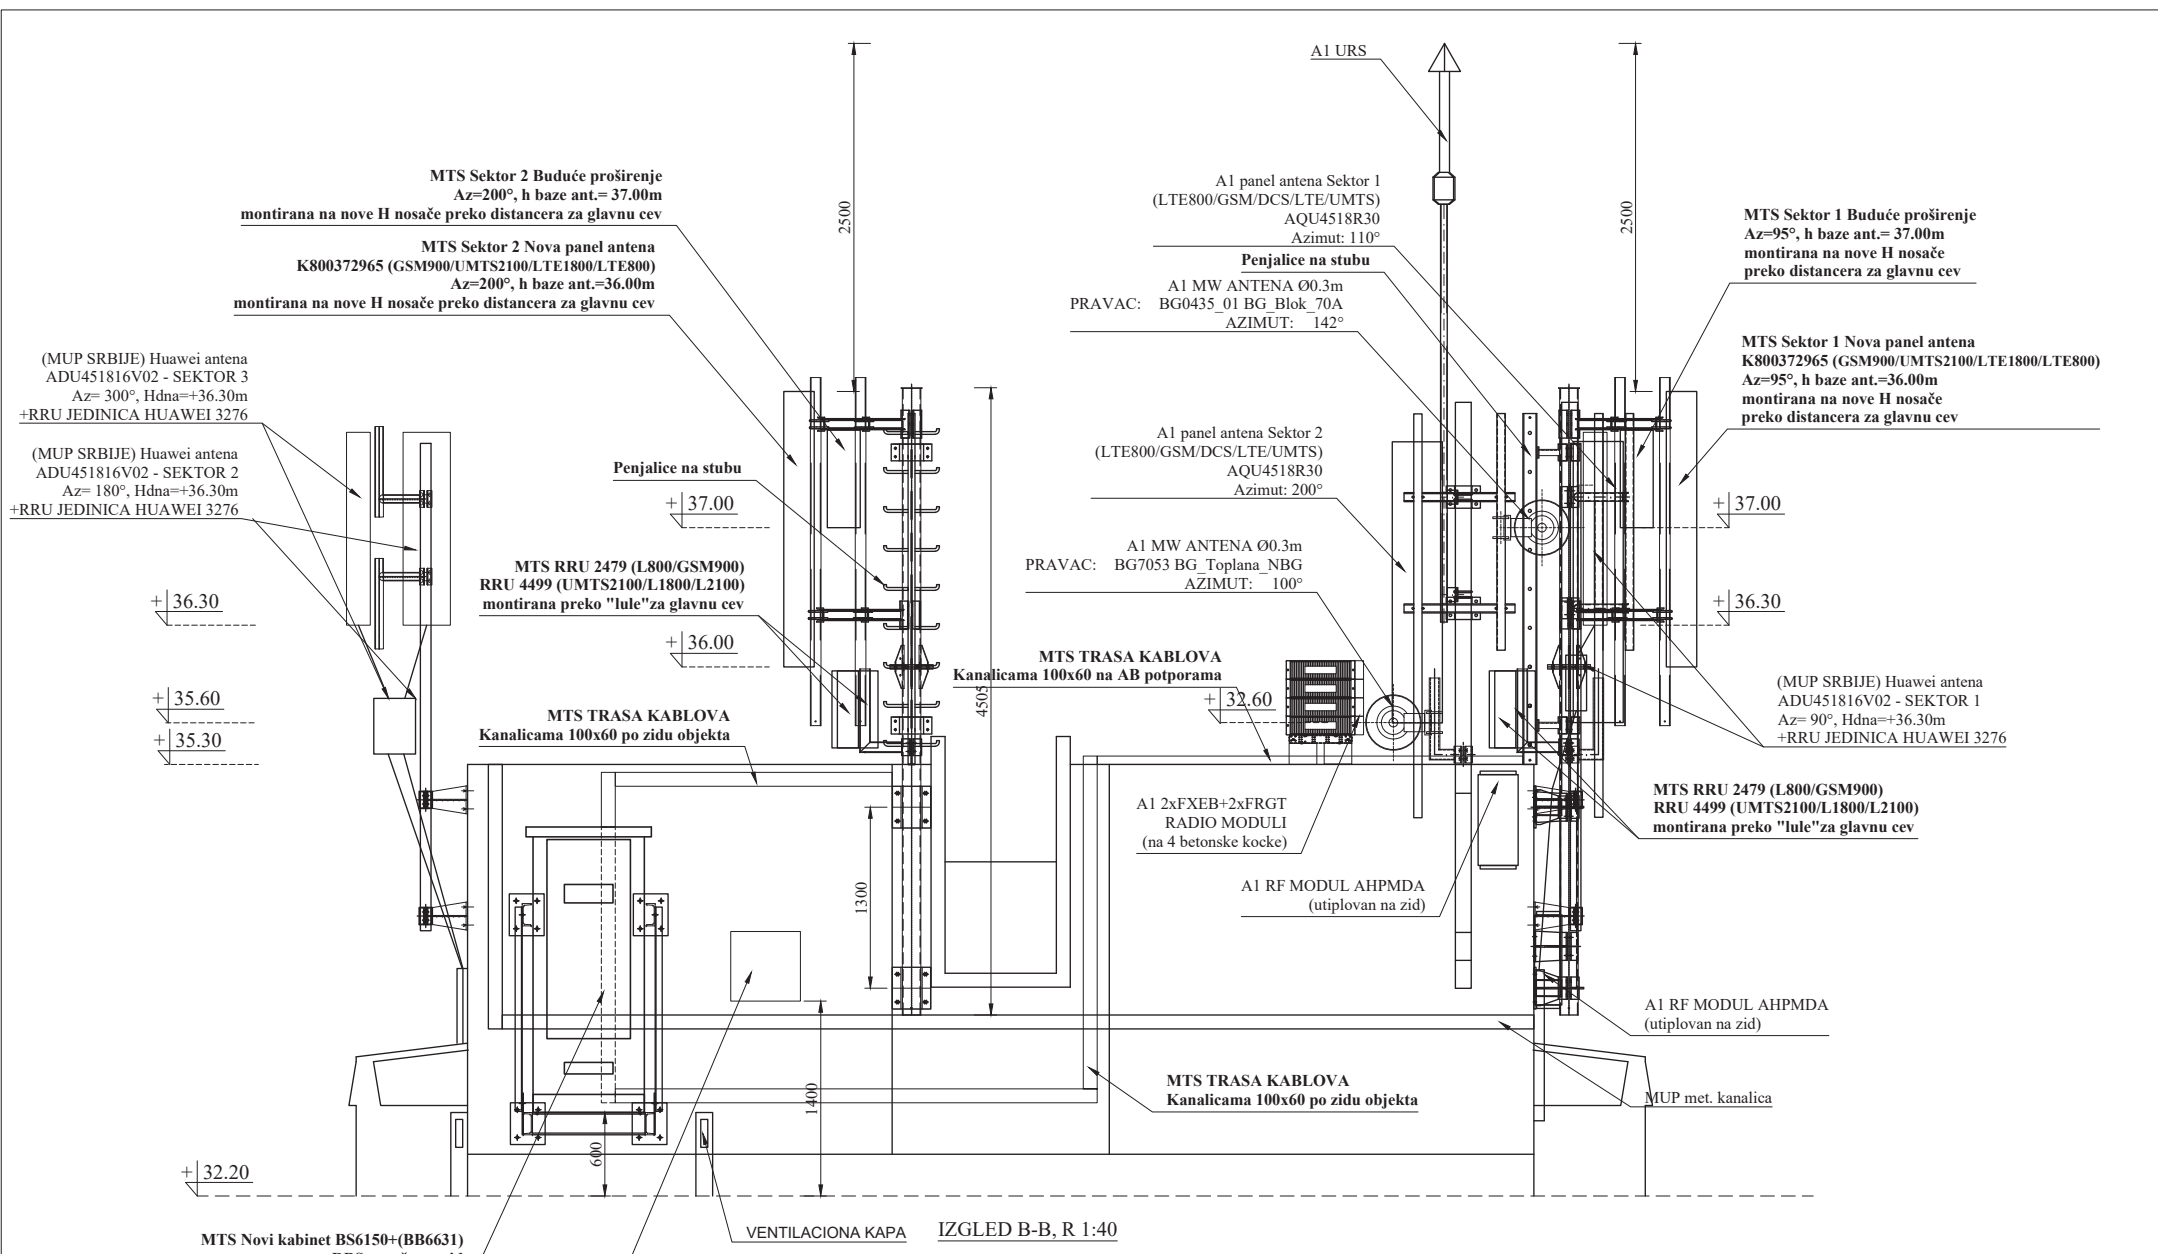 A1 URS
2500
2500
MTS Sektor 2 Buduće proširenje
Az=200°, h baze ant.= 37.00m
montirana na nove H nosače preko distancera za glavnu cev
MTS Sektor 2 Nova panel antena
K800372965 (GSM900/UMTS2100/LTE1800/LTE800)
Az=200°, h baze ant.=36.00m
montirana na nove H nosače preko distancera za glavnu cev
A1 panel antena Sektor 1
(LTE800/GSM/DCS/LTE/UMTS)
AQU4518R30
Azimut: 110°
Penjalice na stubu
A1 MW ANTENA Ø0.3m
PRAVAC: BG0435_01 BG_Blok_70A
AZIMUT: 142°
MTS Sektor 1 Buduće proširenje
Az=95°, h baze ant.= 37.00m
montirana na nove H nosače
preko distancera za glavnu cev
MTS Sektor 1 Nova panel antena
K800372965 (GSM900/UMTS2100/LTE1800/LTE800)
Az=95°, h baze ant.=36.00m
montirana na nove H nosače
preko distancera za glavnu cev
(MUP SRBIJE) Huawei antena
ADU451816V02 - SEKTOR 3
Az= 300°, Hdna=+36.30m
+RRU JEDINICA HUAWEI 3276
(MUP SRBIJE) Huawei antena
ADU451816V02 - SEKTOR 2
Az= 180°, Hdna=+36.30m
+RRU JEDINICA HUAWEI 3276
Penjalice na stubu
+ 37.00
A1 panel antena Sektor 2
(LTE800/GSM/DCS/LTE/UMTS)
AQU4518R30
Azimut: 200°
+ 37.00
MTS RRU 2479 (L800/GSM900)
RRU 4499 (UMTS2100/L1800/L2100)
montirana preko "lule"za glavnu cev
A1 MW ANTENA Ø0.3m
PRAVAC: BG7053 BG_Toplana_NBG
AZIMUT: 100°
+ 36.30
+ 36.30
+ 36.00
MTS TRASA KABLOVA
Kanalicama 100x60 na AB potporama
4505
+ 32.60
+ 35.60
+ 35.30
MTS TRASA KABLOVA
Kanalicama 100x60 po zidu objekta
(MUP SRBIJE) Huawei antena
ADU451816V02 - SEKTOR 1
Az= 90°, Hdna=+36.30m
+RRU JEDINICA HUAWEI 3276
MTS RRU 2479 (L800/GSM900)
RRU 4499 (UMTS2100/L1800/L2100)
montirana preko "lule"za glavnu cev
A1 2xFXEB+2xFRGT
RADIO MODULI
(na 4 betonske kocke)
1300
A1 RF MODUL AHPMDA
(utiplovan na zid)
A1 RF MODUL AHPMDA
(utiplovan na zid)
MTS TRASA KABLOVA
Kanalicama 100x60 po zidu objekta
MUP met. kanalica
1400
600
+ 32.20
VENTILACIONA KAPA
IZGLED B-B, R 1:40
MTS Novi kabinet BS6150+(BB6631)